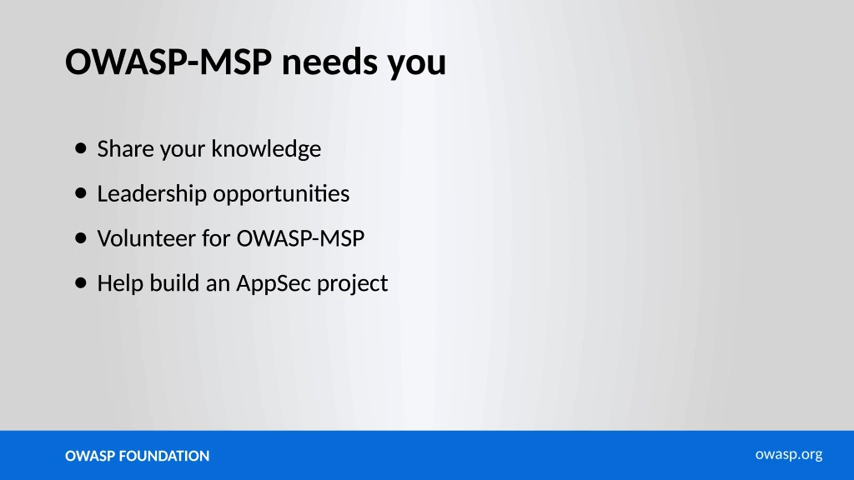 OWASP-MSP needs you
● Share your knowledge
● Leadership opportunities
● Volunteer for OWASP-MSP
● Help build an AppSec project
OWASP FOUNDATION
owasp.org